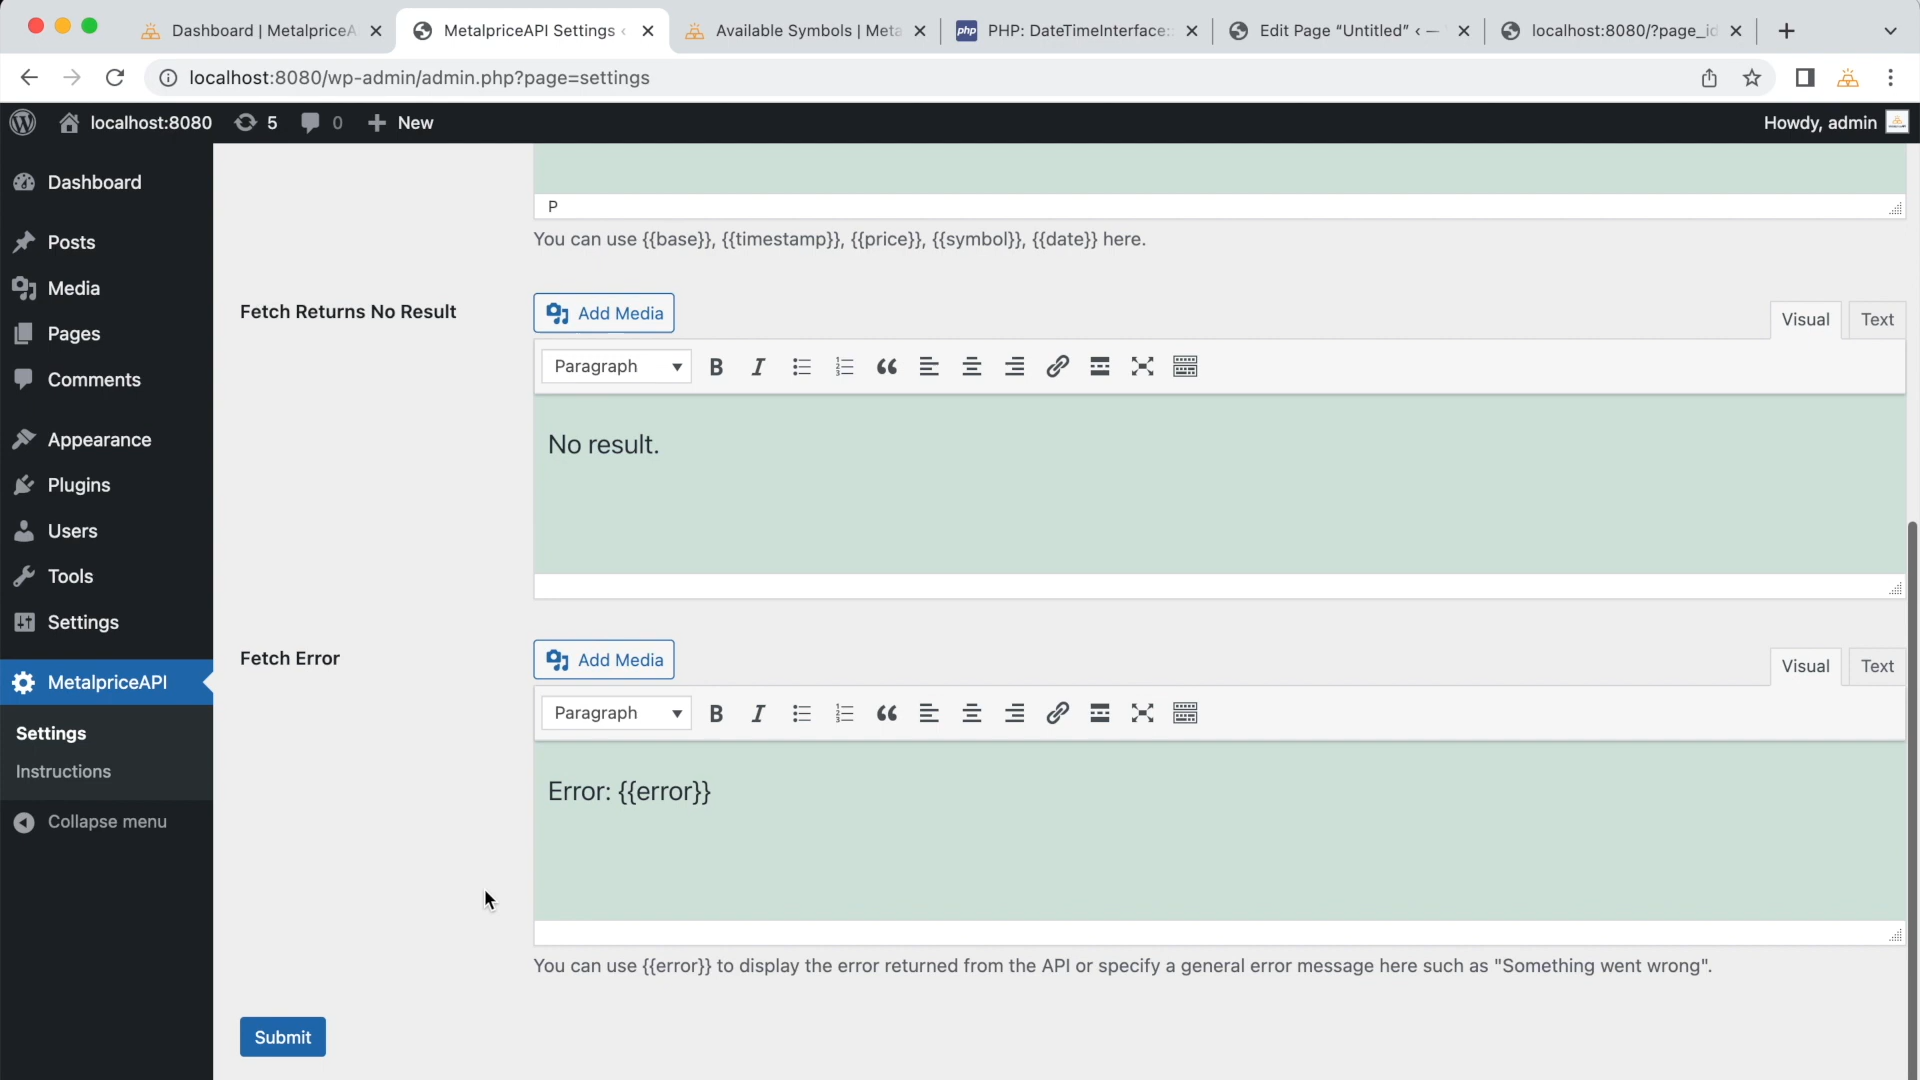 Dashboard | MetalpriceA
MetalpriceAPI Settings ‹
Available Symbols | Meta
php PHP: DateTimeInterface:
Edit Page “Untitled” ‹ —
localhost:8080/?page_id
localhost:8080/wp-admin/admin.php?page=settings
localhost:8080 5 0 New
Howdy, admin
Dashboard
Posts
Media
Pages
Comments
Appearance
Plugins
Users
Tools
Settings
MetalpriceAPI
Settings
Instructions
Collapse menu
P
You can use {{base}}, {{timestamp}}, {{price}}, {{symbol}}, {{date}} here.
Fetch Returns No Result
Add Media
Visual Text
Paragraph B I
No result.
Fetch Error
Add Media
Visual Text
Paragraph B I
Error: {{error}}
You can use {{error}} to display the error returned from the API or specify a general error message here such as "Something went wrong".
Submit